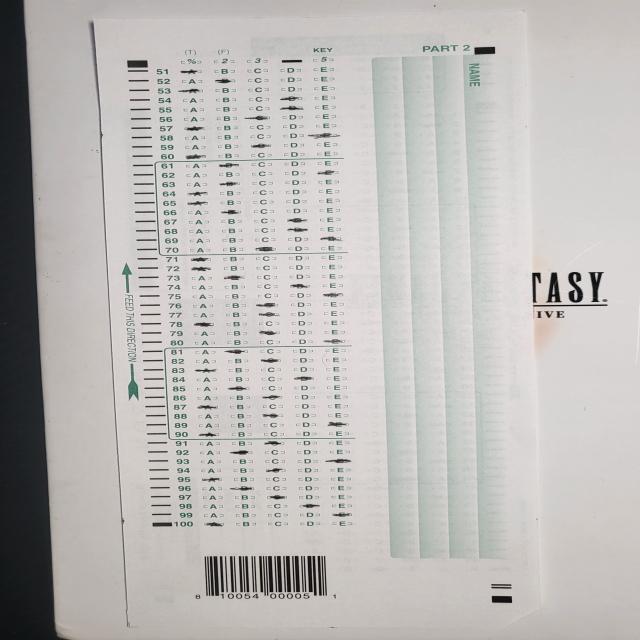 PART 2
NAME
(T) (F) KEY
% 2 3 5
51 B C D E
52 A C D E
53 B C D E
54 A B C E
55 A B C E
56 A B D E
57 B C D E
58 A B C D
59 A B D E
60 B C D E
61 A C D E
62 A B C D
63 A C D E
64 B C D E
65 B C D E
66 A C D E
67 A B C E
68 A B C E
69 A B C D
70 A B D E
71 B C D E
72 B C D E
73 A C D E
74 A B C E
75 A B C D
76 A B D E
77 A B D E
78 B C D E
79 A B D E
80 A B C D
81 A C D E
82 A B D E
83 B C D E
84 A B C E
85 A C D E
86 A B D E
87 B C D E
88 A B D E
89 A B C D
90 B C D E
91 A B D E
92 A C D E
93 A B C D
94 A B D E
95 B C D E
96 A C D E
97 A B D E
98 A B C E
99 A B C D
100 B C D E
FEED THIS DIRECTION
8 10054 00005 1
TASY.
IVE